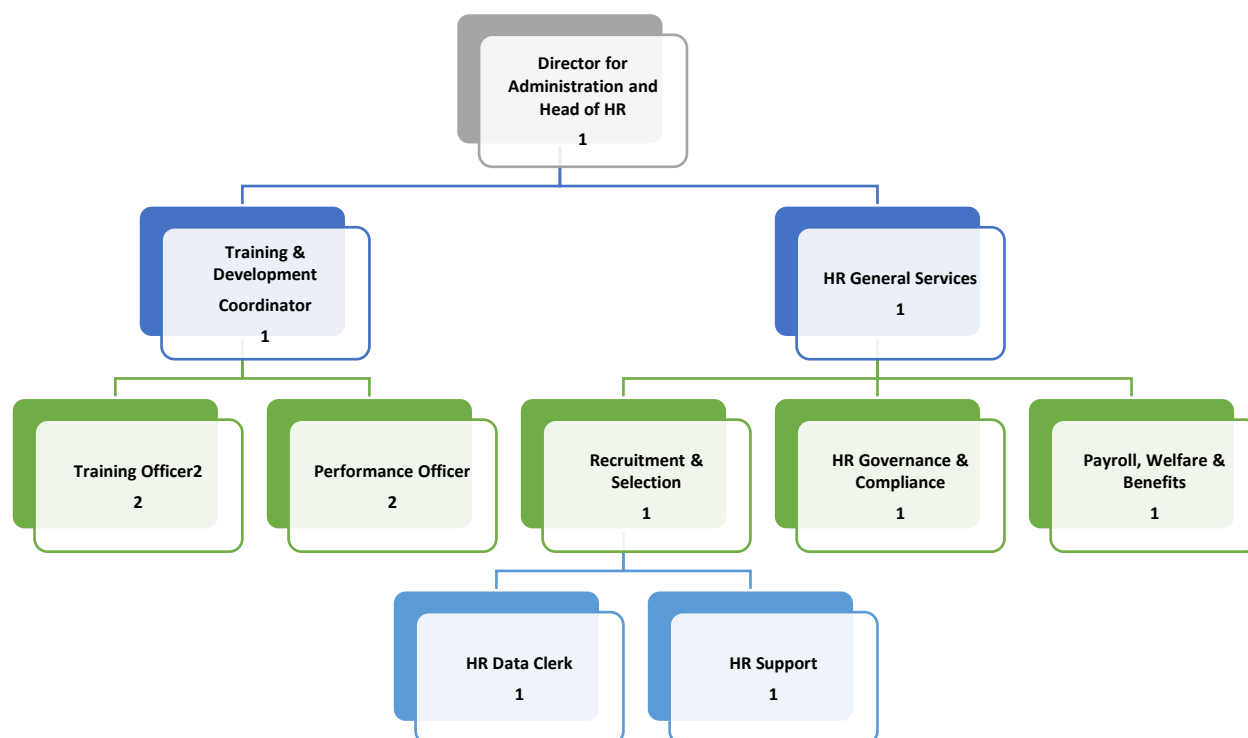 Director for
Administration and
Head of HR
1
Training &
Development
Coordinator
1
HR General Services
1
Training Officer2
2
Performance Officer
2
Recruitment &
Selection
1
HR Governance &
Compliance
1
Payroll, Welfare &
Benefits
1
HR Data Clerk
1
HR Support
1